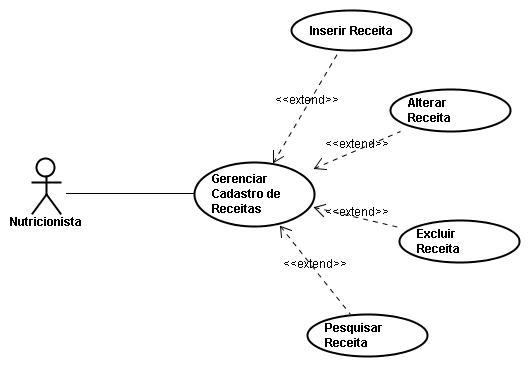 Inserir Receita
<<extend>>
Alterar
Receita
<<extend>>
Gerenciar
Cadastro de
Receitas
Nutricionista
<<extend>>
Excluir
Receita
<<extend>>
Pesquisar
Receita